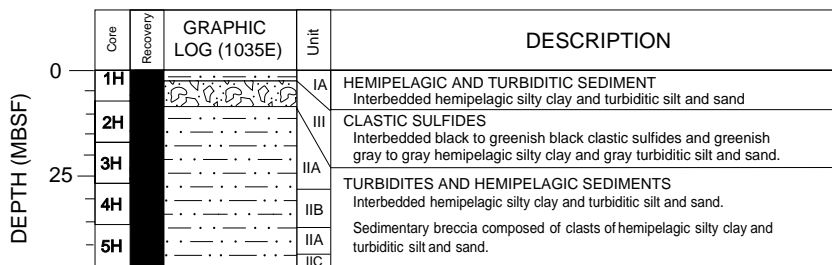 Core
Recovery
GRAPHIC
LOG (1035E)
Unit
DESCRIPTION
DEPTH (MBSF)
0
25
1H
2H
3H
4H
5H
IA
III
IIA
IIB
IIA
IIC
HEMIPELAGIC AND TURBIDITIC SEDIMENT
Interbedded hemipelagic silty clay and turbiditic silt and sand
CLASTIC SULFIDES
Interbedded black to greenish black clastic sulfides and greenish
gray to gray hemipelagic silty clay and gray turbiditic silt and sand.
TURBIDITES AND HEMIPELAGIC SEDIMENTS
Interbedded hemipelagic silty clay and turbiditic silt and sand.
Sedimentary breccia composed of clasts of hemipelagic silty clay and
turbiditic silt and sand.